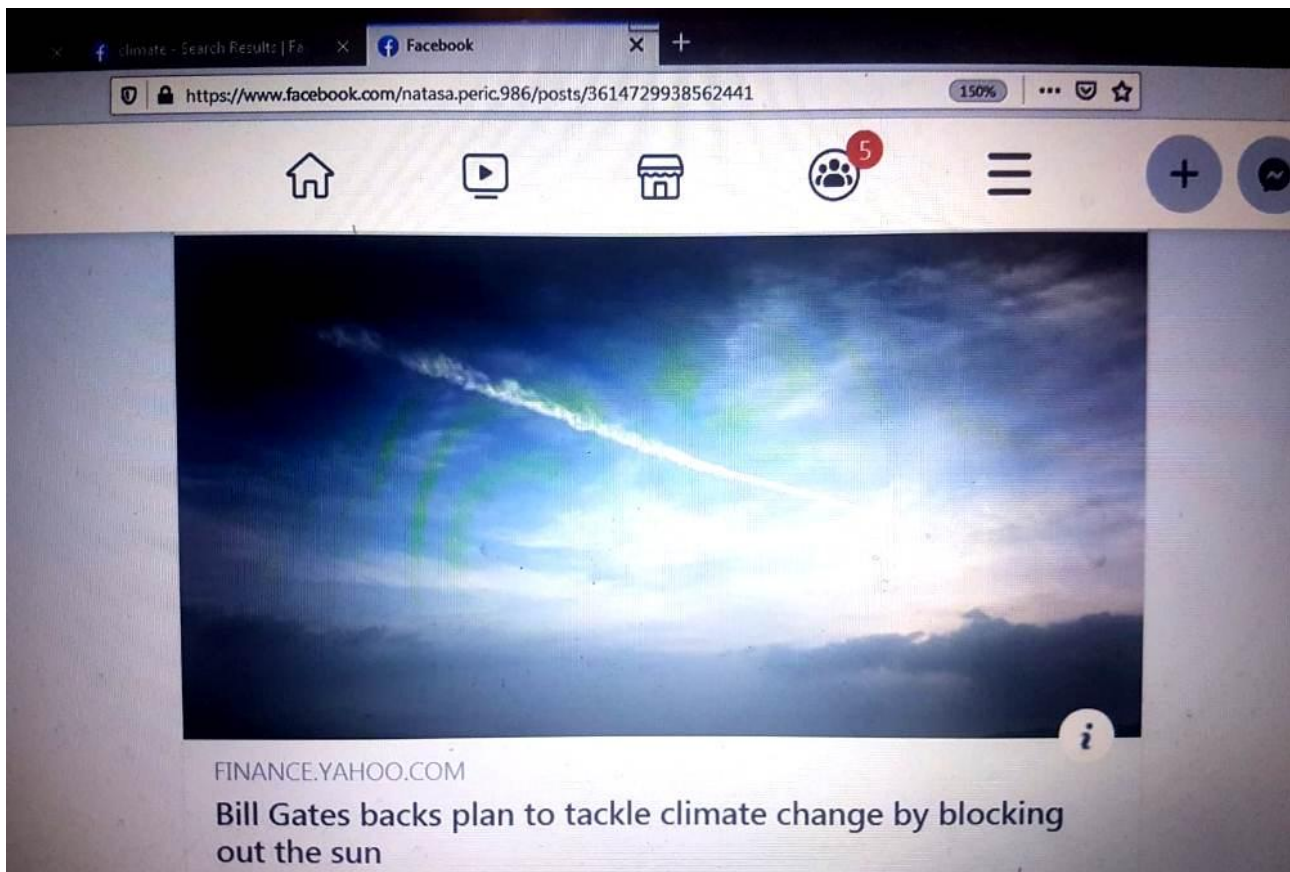 climate - Search Results | Fa
Facebook
https://www.facebook.com/natasa.peric.986/posts/3614729938562441
150%
5
FINANCE.YAHOO.COM
Bill Gates backs plan to tackle climate change by blocking
out the sun